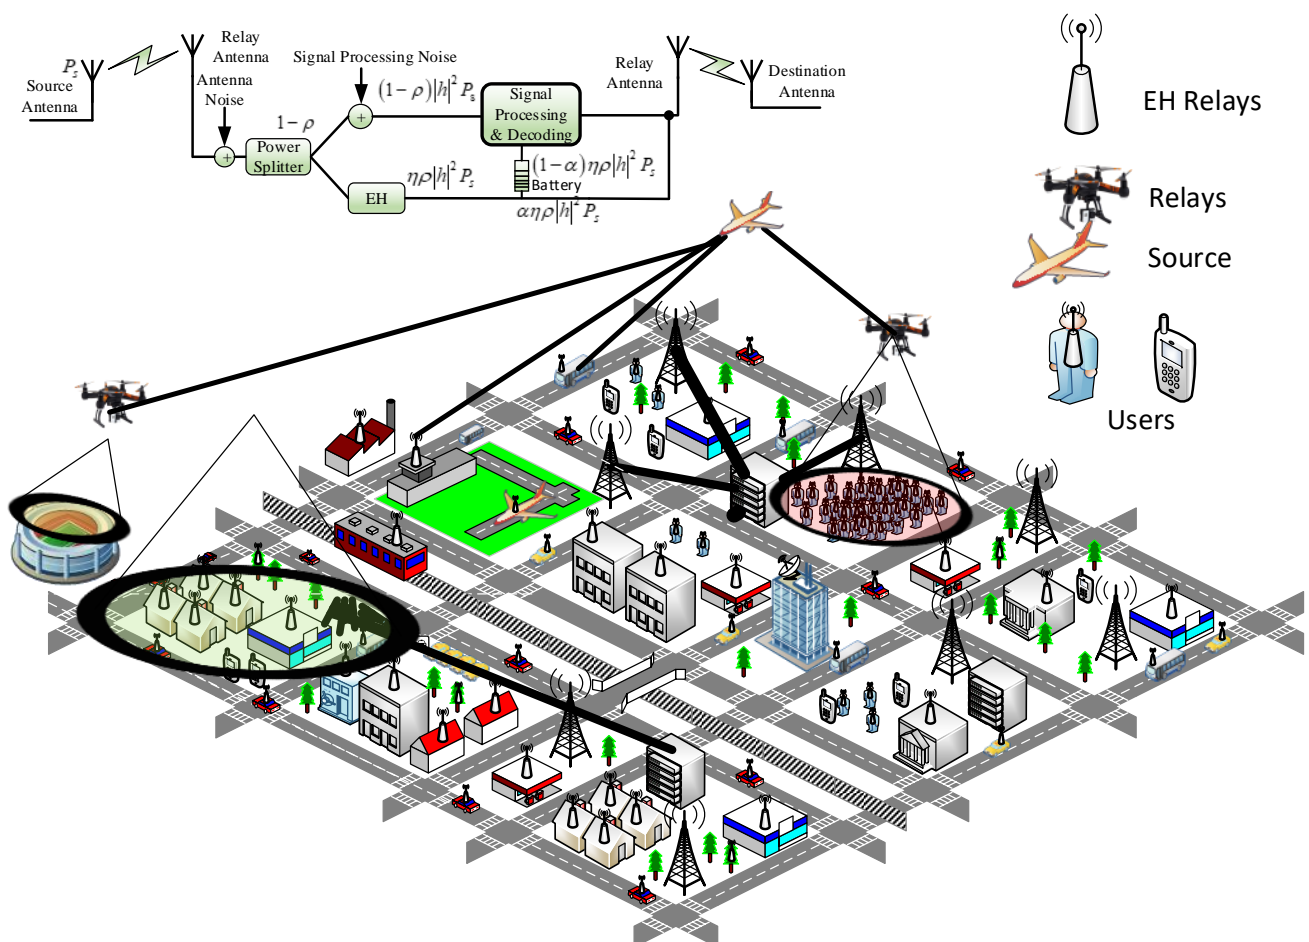 P_s
Source
Antenna
Relay
Antenna
Antenna
Noise
+
1−ρ
Power
Splitter
Signal Processing Noise
+
(1−ρ)|h|² P_s
Signal
Processing
& Decoding
EH
ηρ|h|² P_s
(1−α)ηρ|h|² P_s
Battery
αηρ|h|² P_s
Relay
Antenna
Destination
Antenna
EH Relays
Relays
Source
Users